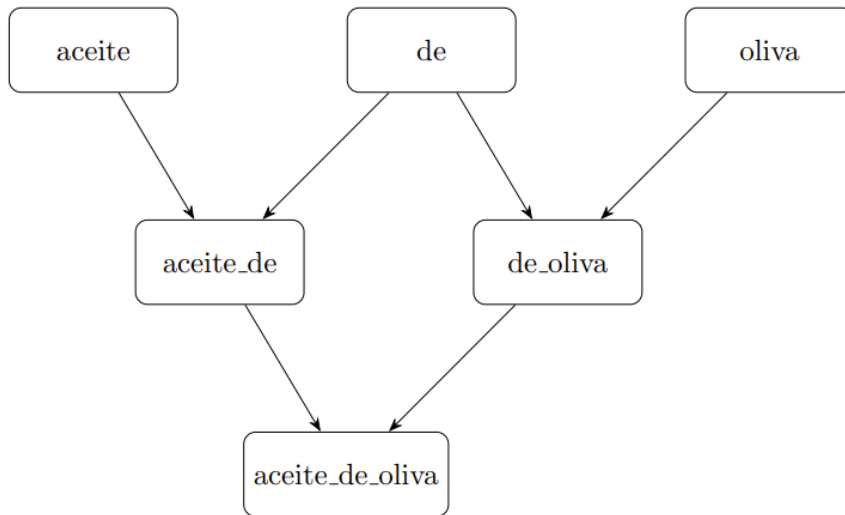 aceite
de
oliva
aceite_de
de_oliva
aceite_de_oliva